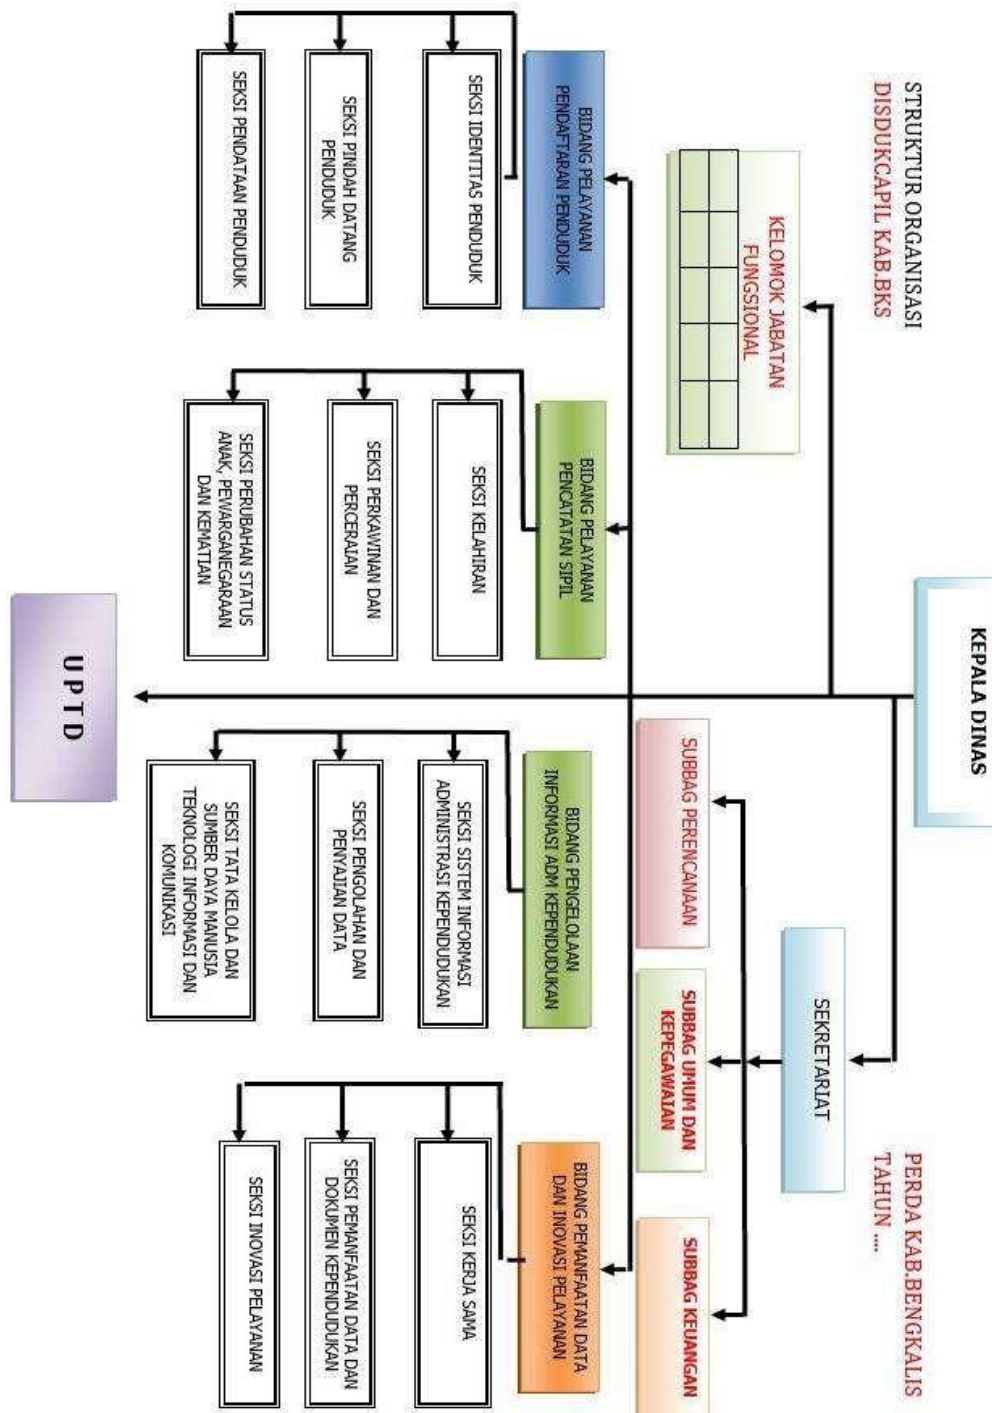 STRUKTUR ORGANISASI
DISDUKCAPIL KAB.BKS
KEPALA DINAS
PERDA KAB.BENGKALIS
TAHUN ....
KELOMOK JABATAN
FUNGSIONAL
SEKRETARIAT
SUBBAG PERENCANAAN
SUBBAG UMUM DAN
KEPEGAWAIAN
SUBBAG KEUANGAN
BIDANG PELAYANAN
PENDAFTARAN PENDUDUK
SEKSI IDENTITAS PENDUDUK
SEKSI PINDAH DATANG
PENDUDUK
SEKSI PENDATAAN PENDUDUK
BIDANG PELAYANAN
PENCATATAN SIPIL
SEKSI KELAHIRAN
SEKSI PERKAWINAN DAN
PERCERAIAN
SEKSI PERUBAHAN STATUS
ANAK, PEWARGANEGARAAN
DAN KEMATIAN
BIDANG PENGELOLAAN
INFORMASI ADM KEPENDUDUKAN
SEKSI SISTEM INFORMASI
ADMINISTRASI KEPENDUDUKAN
SEKSI PENGOLAHAN DAN
PENYAJIAN DATA
SEKSI TATA KELOLA DAN
SUMBER DAYA MANUSIA
TEKNOLOGI INFORMASI DAN
KOMUNIKASI
BIDANG PEMANFAATAN DATA
DAN INOVASI PELAYANAN
SEKSI KERJA SAMA
SEKSI PEMANFAATAN DATA DAN
DOKUMEN KEPENDUDUKAN
SEKSI INOVASI PELAYANAN
U P T D